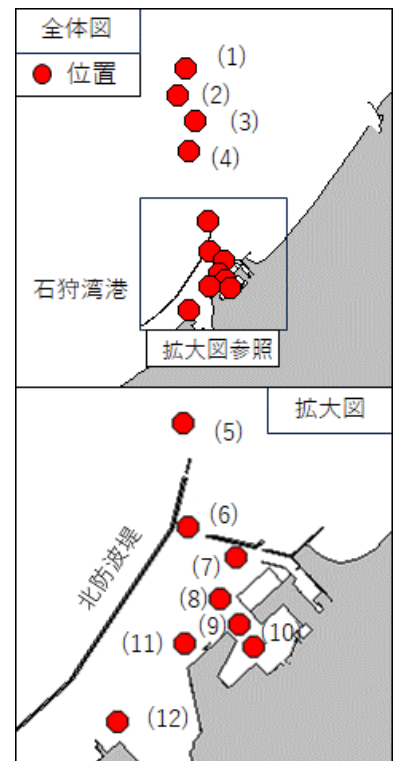 全体図
位置
(1)
(2)
(3)
(4)
石狩湾港
拡大図参照
拡大図
(5)
(6)
北防波堤
(7)
(8)
(9)
(10)
(11)
(12)